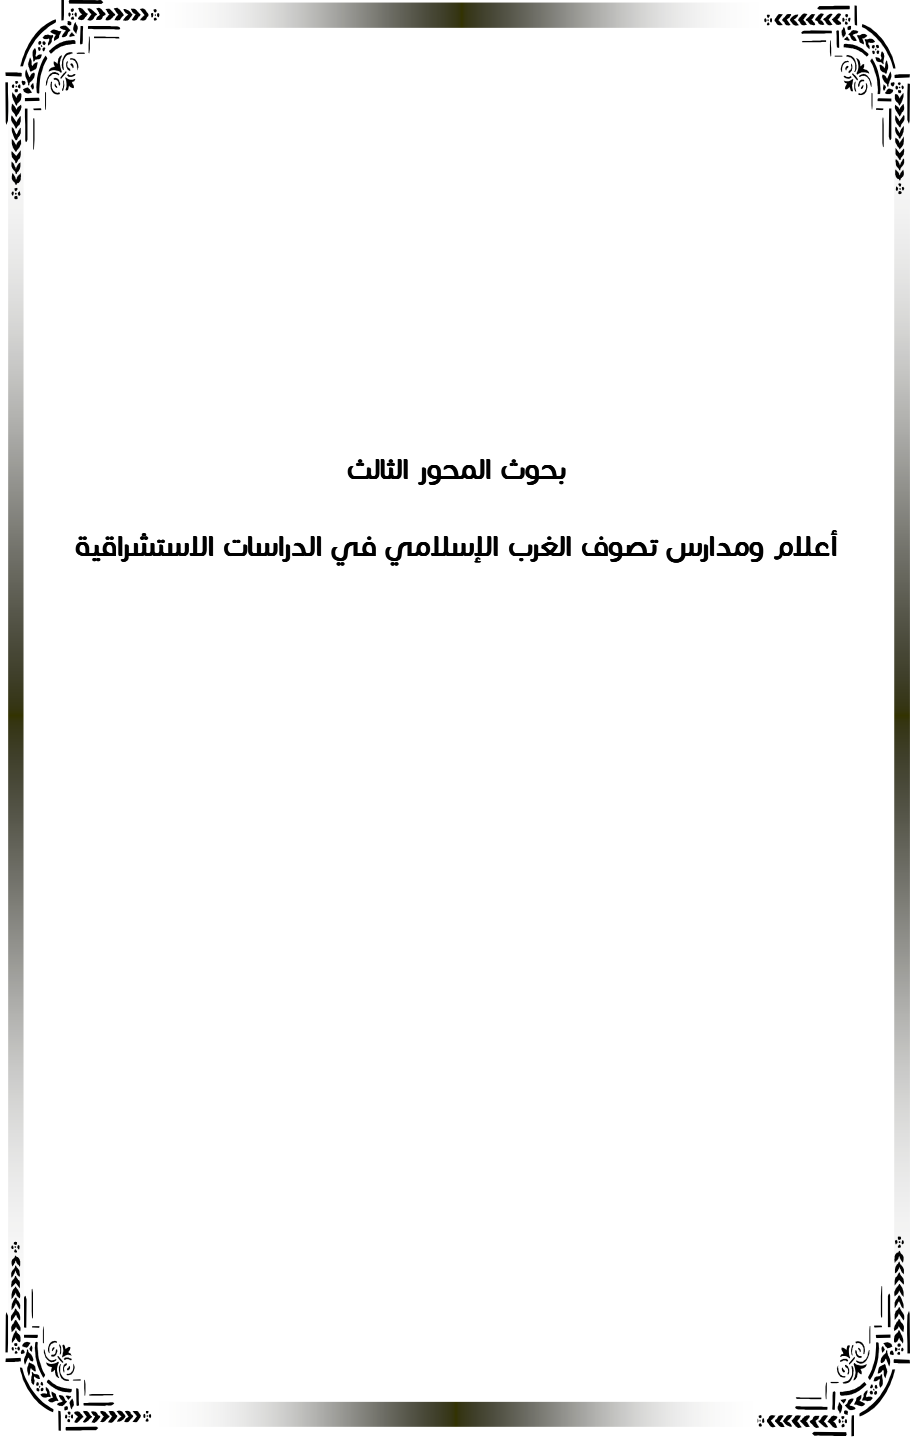 بحوث المحور الثالث
أعلام ومدارس تصوف الغرب الإسلامي في الدراسات الاستشراقية